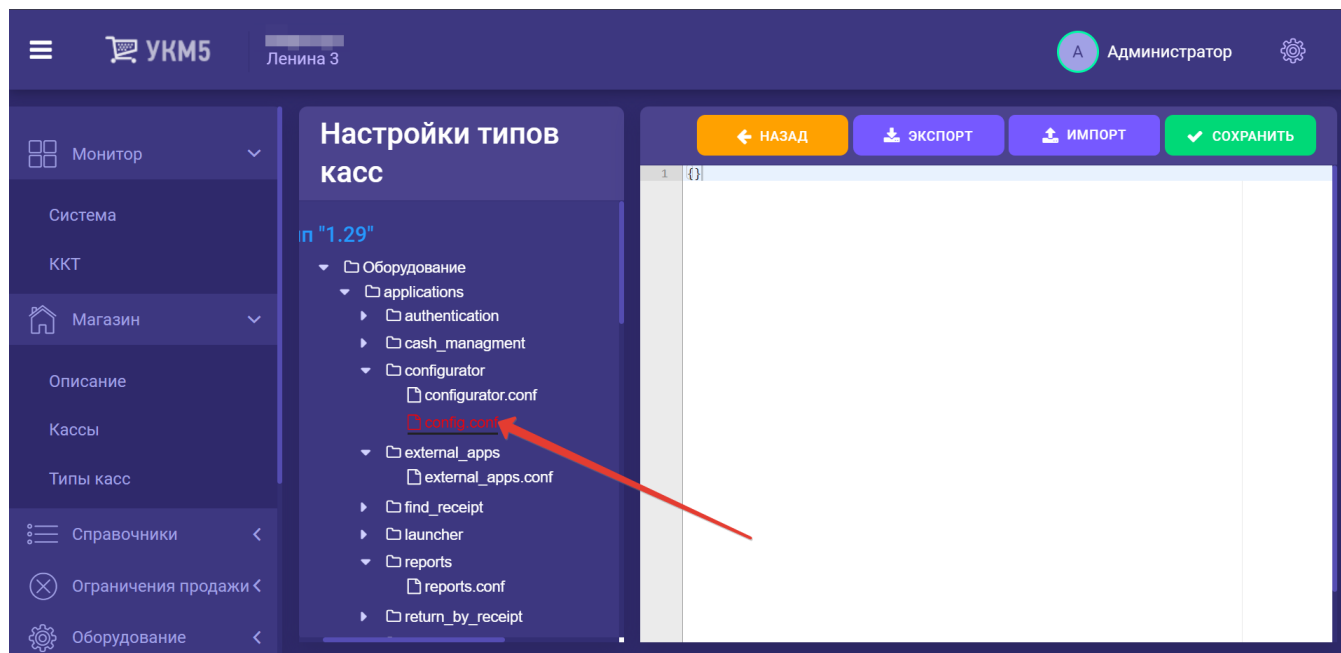 УКМ5
Ленина 3
А Администратор
Монитор
Система
ККТ
Магазин
Описание
Кассы
Типы касс
Справочники
Ограничения продажи
Оборудование
Настройки типов
касс
"1.29"
Оборудование
applications
authentication
cash_managment
configurator
configurator.conf
config.conf
external_apps
external_apps.conf
find_receipt
launcher
reports
reports.conf
return_by_receipt
НАЗАД
ЭКСПОРТ
ИМПОРТ
СОХРАНИТЬ
1 {}